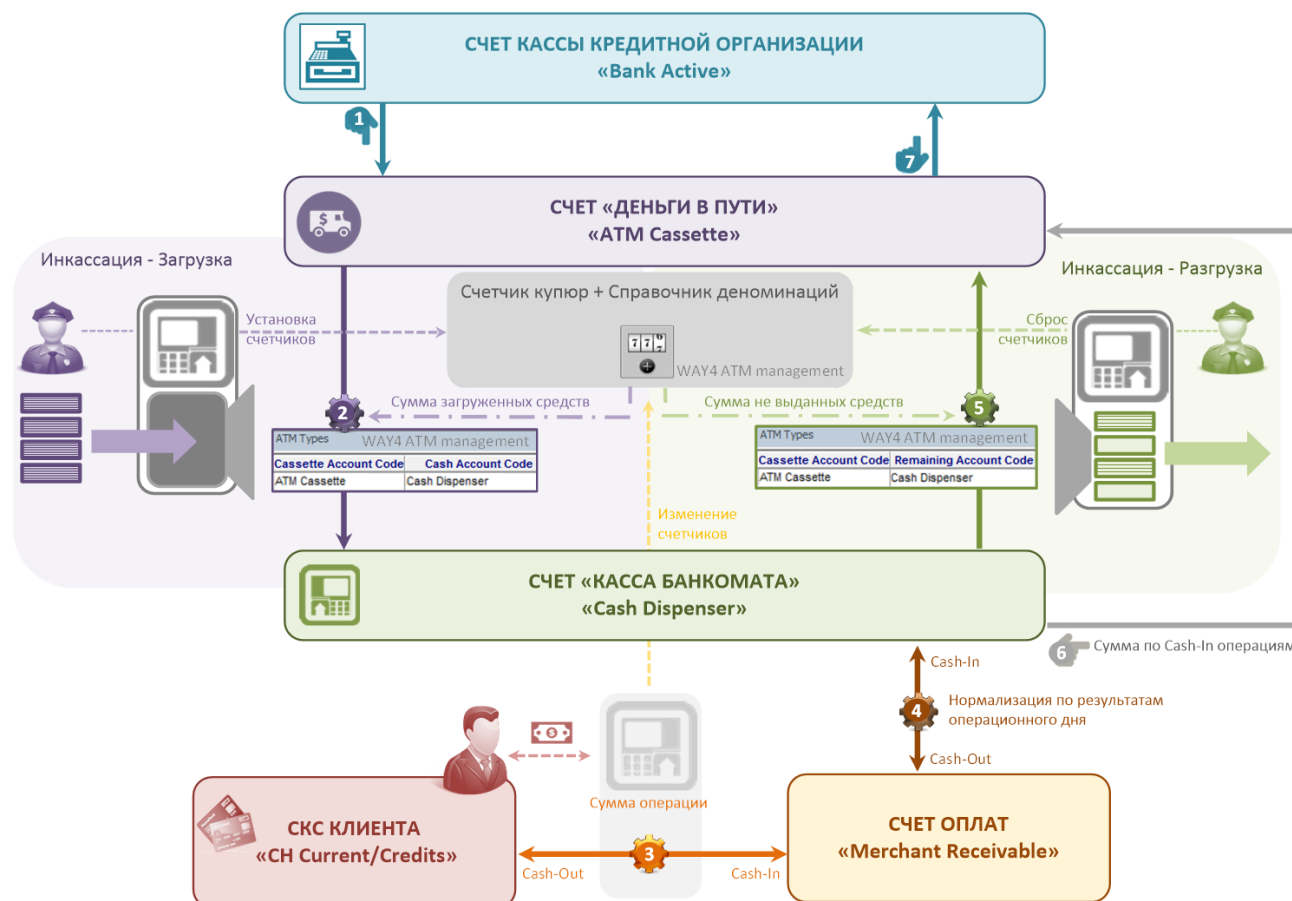 СЧЕТ КАССЫ КРЕДИТНОЙ ОРГАНИЗАЦИИ
«Bank Active»
1
7
СЧЕТ «ДЕНЬГИ В ПУТИ»
«ATM Cassette»
Инкассация - Загрузка
Инкассация - Разгрузка
Счетчик купюр + Справочник деноминаций
Установка
счетчиков
Сброс
счетчиков
WAY4 ATM management
2
Сумма загруженных средств
Сумма не выданных средств
5
ATM Types
WAY4 ATM management
Cassette Account Code
Cash Account Code
ATM Cassette
Cash Dispenser
ATM Types
WAY4 ATM management
Cassette Account Code
Remaining Account Code
ATM Cassette
Cash Dispenser
Изменение
счетчиков
СЧЕТ «КАССА БАНКОМАТА»
«Cash Dispenser»
6
Сумма по Cash-In операциям
Cash-In
4
Нормализация по результатам
операционного дня
Cash-Out
Сумма операции
СКС КЛИЕНТА
«CH Current/Credits»
Cash-Out
3
Cash-In
СЧЕТ ОПЛАТ
«Merchant Receivable»